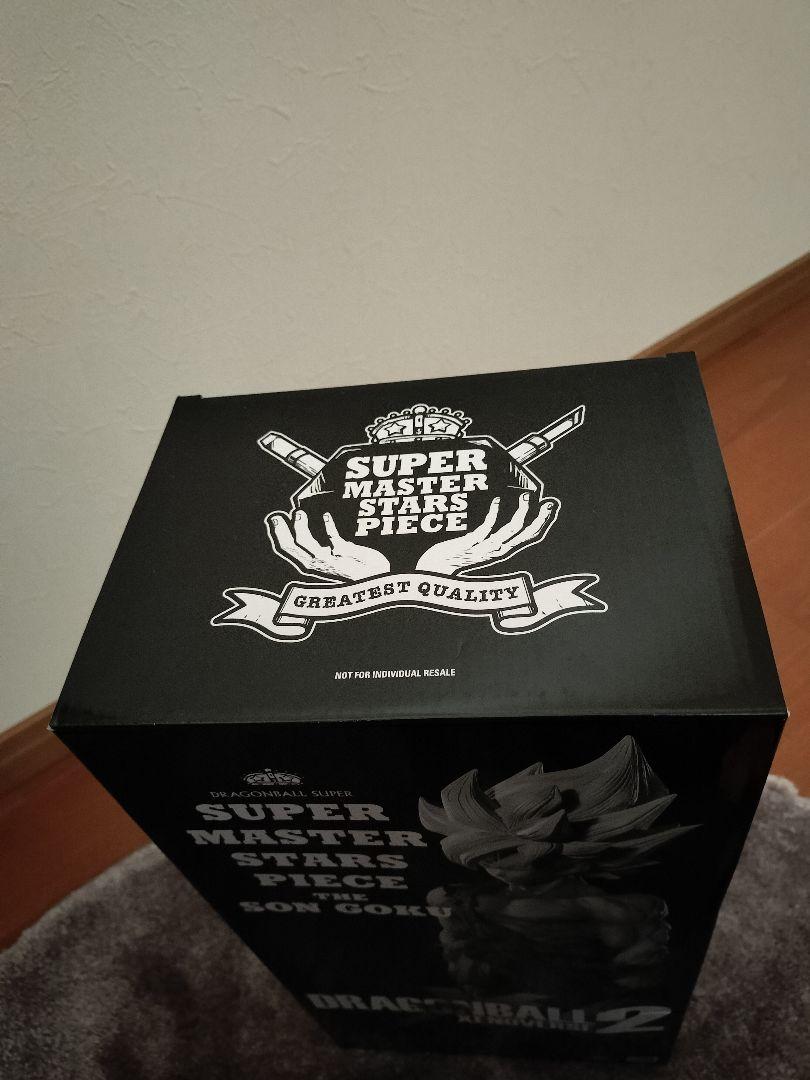 SUPER
MASTER
STARS
PIECE
GREATEST QUALITY
NOT FOR INDIVIDUAL RESALE
DRAGONBALL SUPER
SUPER
MASTER
STARS
PIECE
THE
SON GOKU
DRAGONBALL
XENOVERSE 2